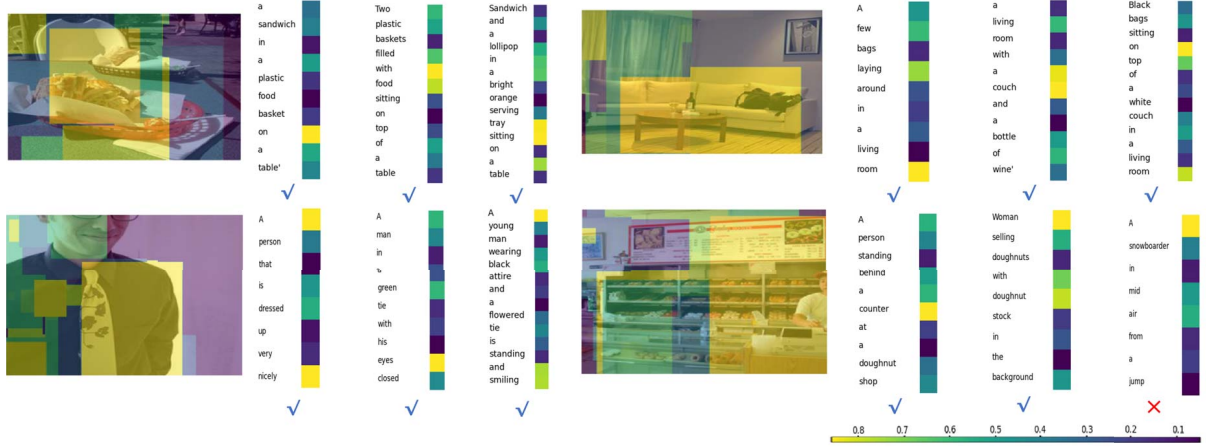 a
sandwich
in
a
plastic
food
basket
on
a
table'
√
Two
plastic
baskets
filled
with
food
sitting
on
top
of
a
table
√
Sandwich
and
a
lollipop
in
a
bright
orange
serving
tray
sitting
on
a
table
√
A
few
bags
laying
around
in
a
living
room
√
a
living
room
with
a
couch
and
a
bottle
of
wine'
√
Black
bags
sitting
on
top
of
a
white
couch
in
a
living
room
√
A
person
that
is
dressed
up
very
nicely
√
A
man
in
green
tie
with
his
eyes
closed
√
A
young
man
wearing
black
attire
and
a
flowered
tie
is
standing
and
smiling
√
A
person
standing
behind
a
counter
at
a
doughnut
shop
√
Woman
selling
doughnuts
with
doughnut
stock
in
the
background
√
A
snowboarder
in
mid
air
from
a
jump
×
0.8 0.7 0.6 0.5 0.4 0.3 0.2 0.1